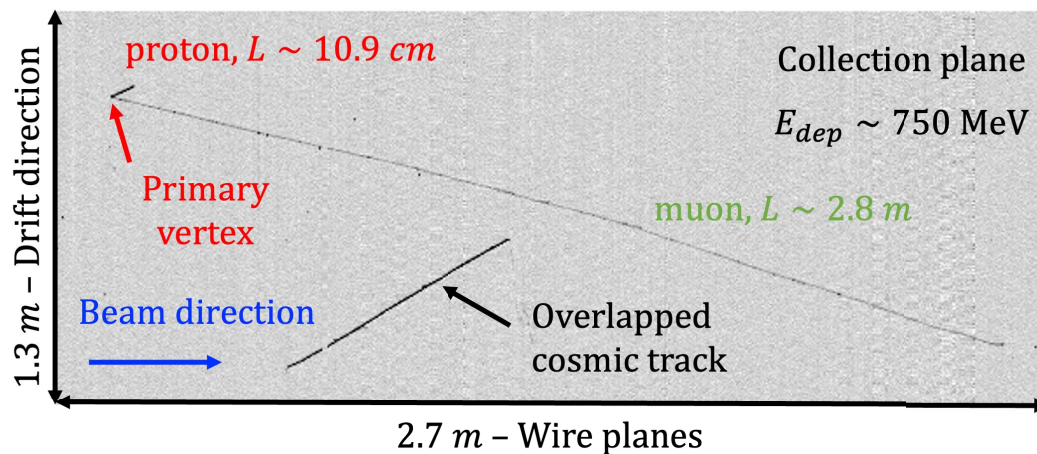 proton, L ~ 10.9 cm
Collection plane
E_dep ~ 750 MeV
Primary
vertex
muon, L ~ 2.8 m
Beam direction
Overlapped
cosmic track
1.3 m – Drift direction
2.7 m – Wire planes